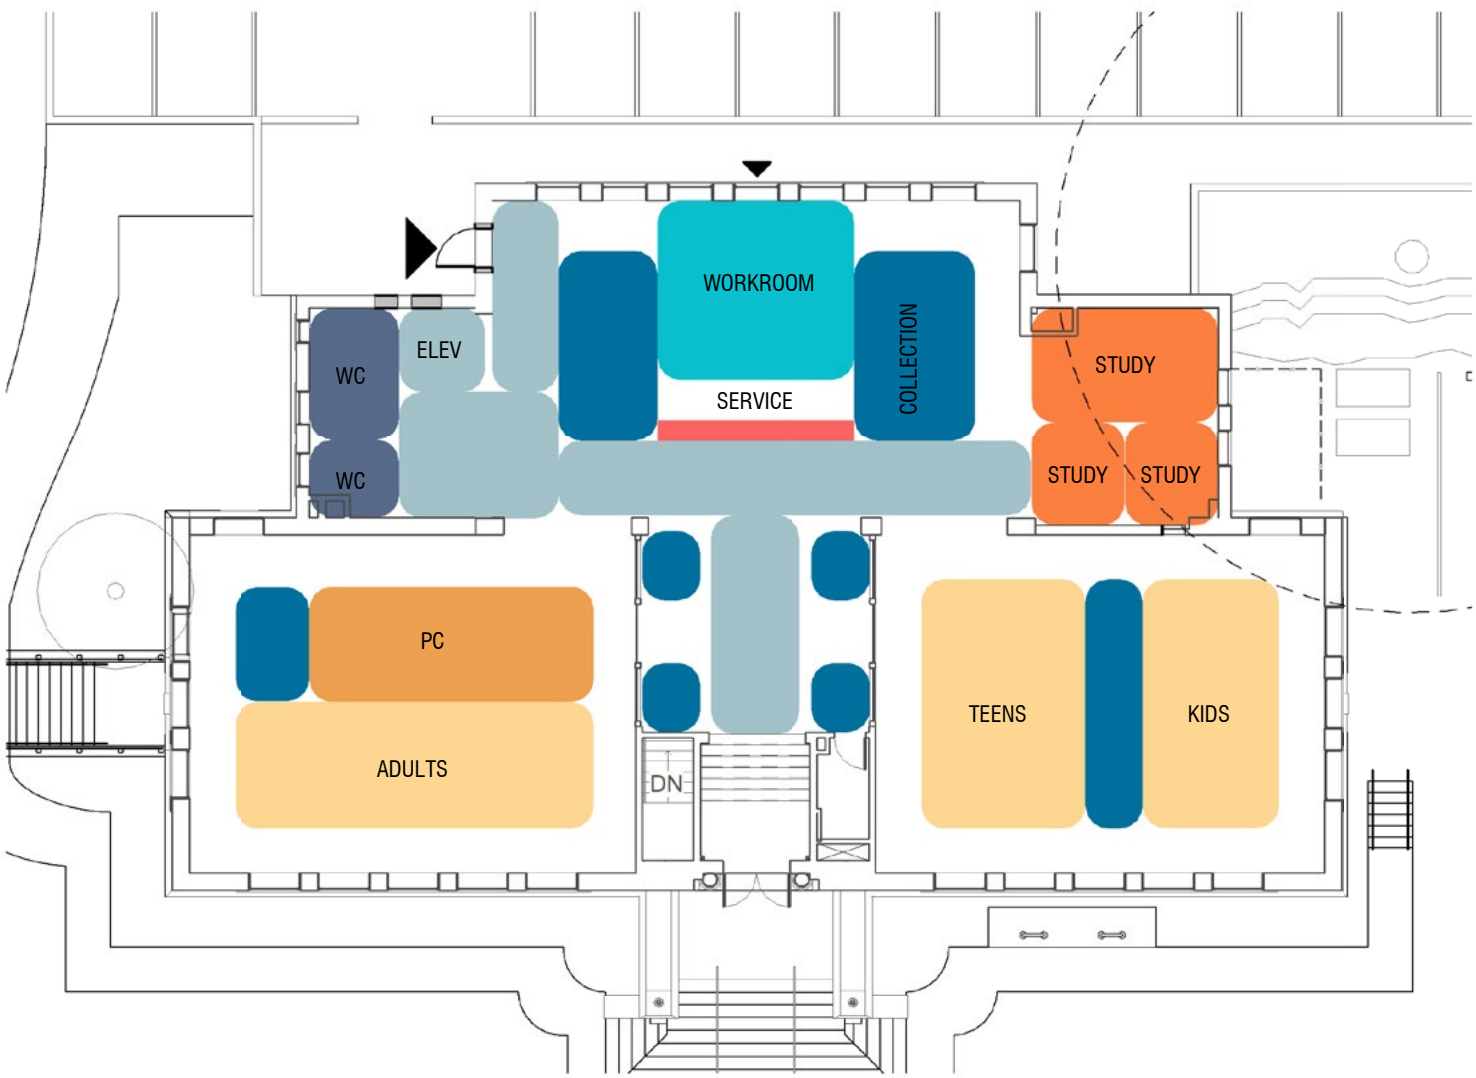 WORKROOM
COLLECTION
ELEV
WC
STUDY
SERVICE
WC
STUDY
STUDY
PC
TEENS
KIDS
ADULTS
DN